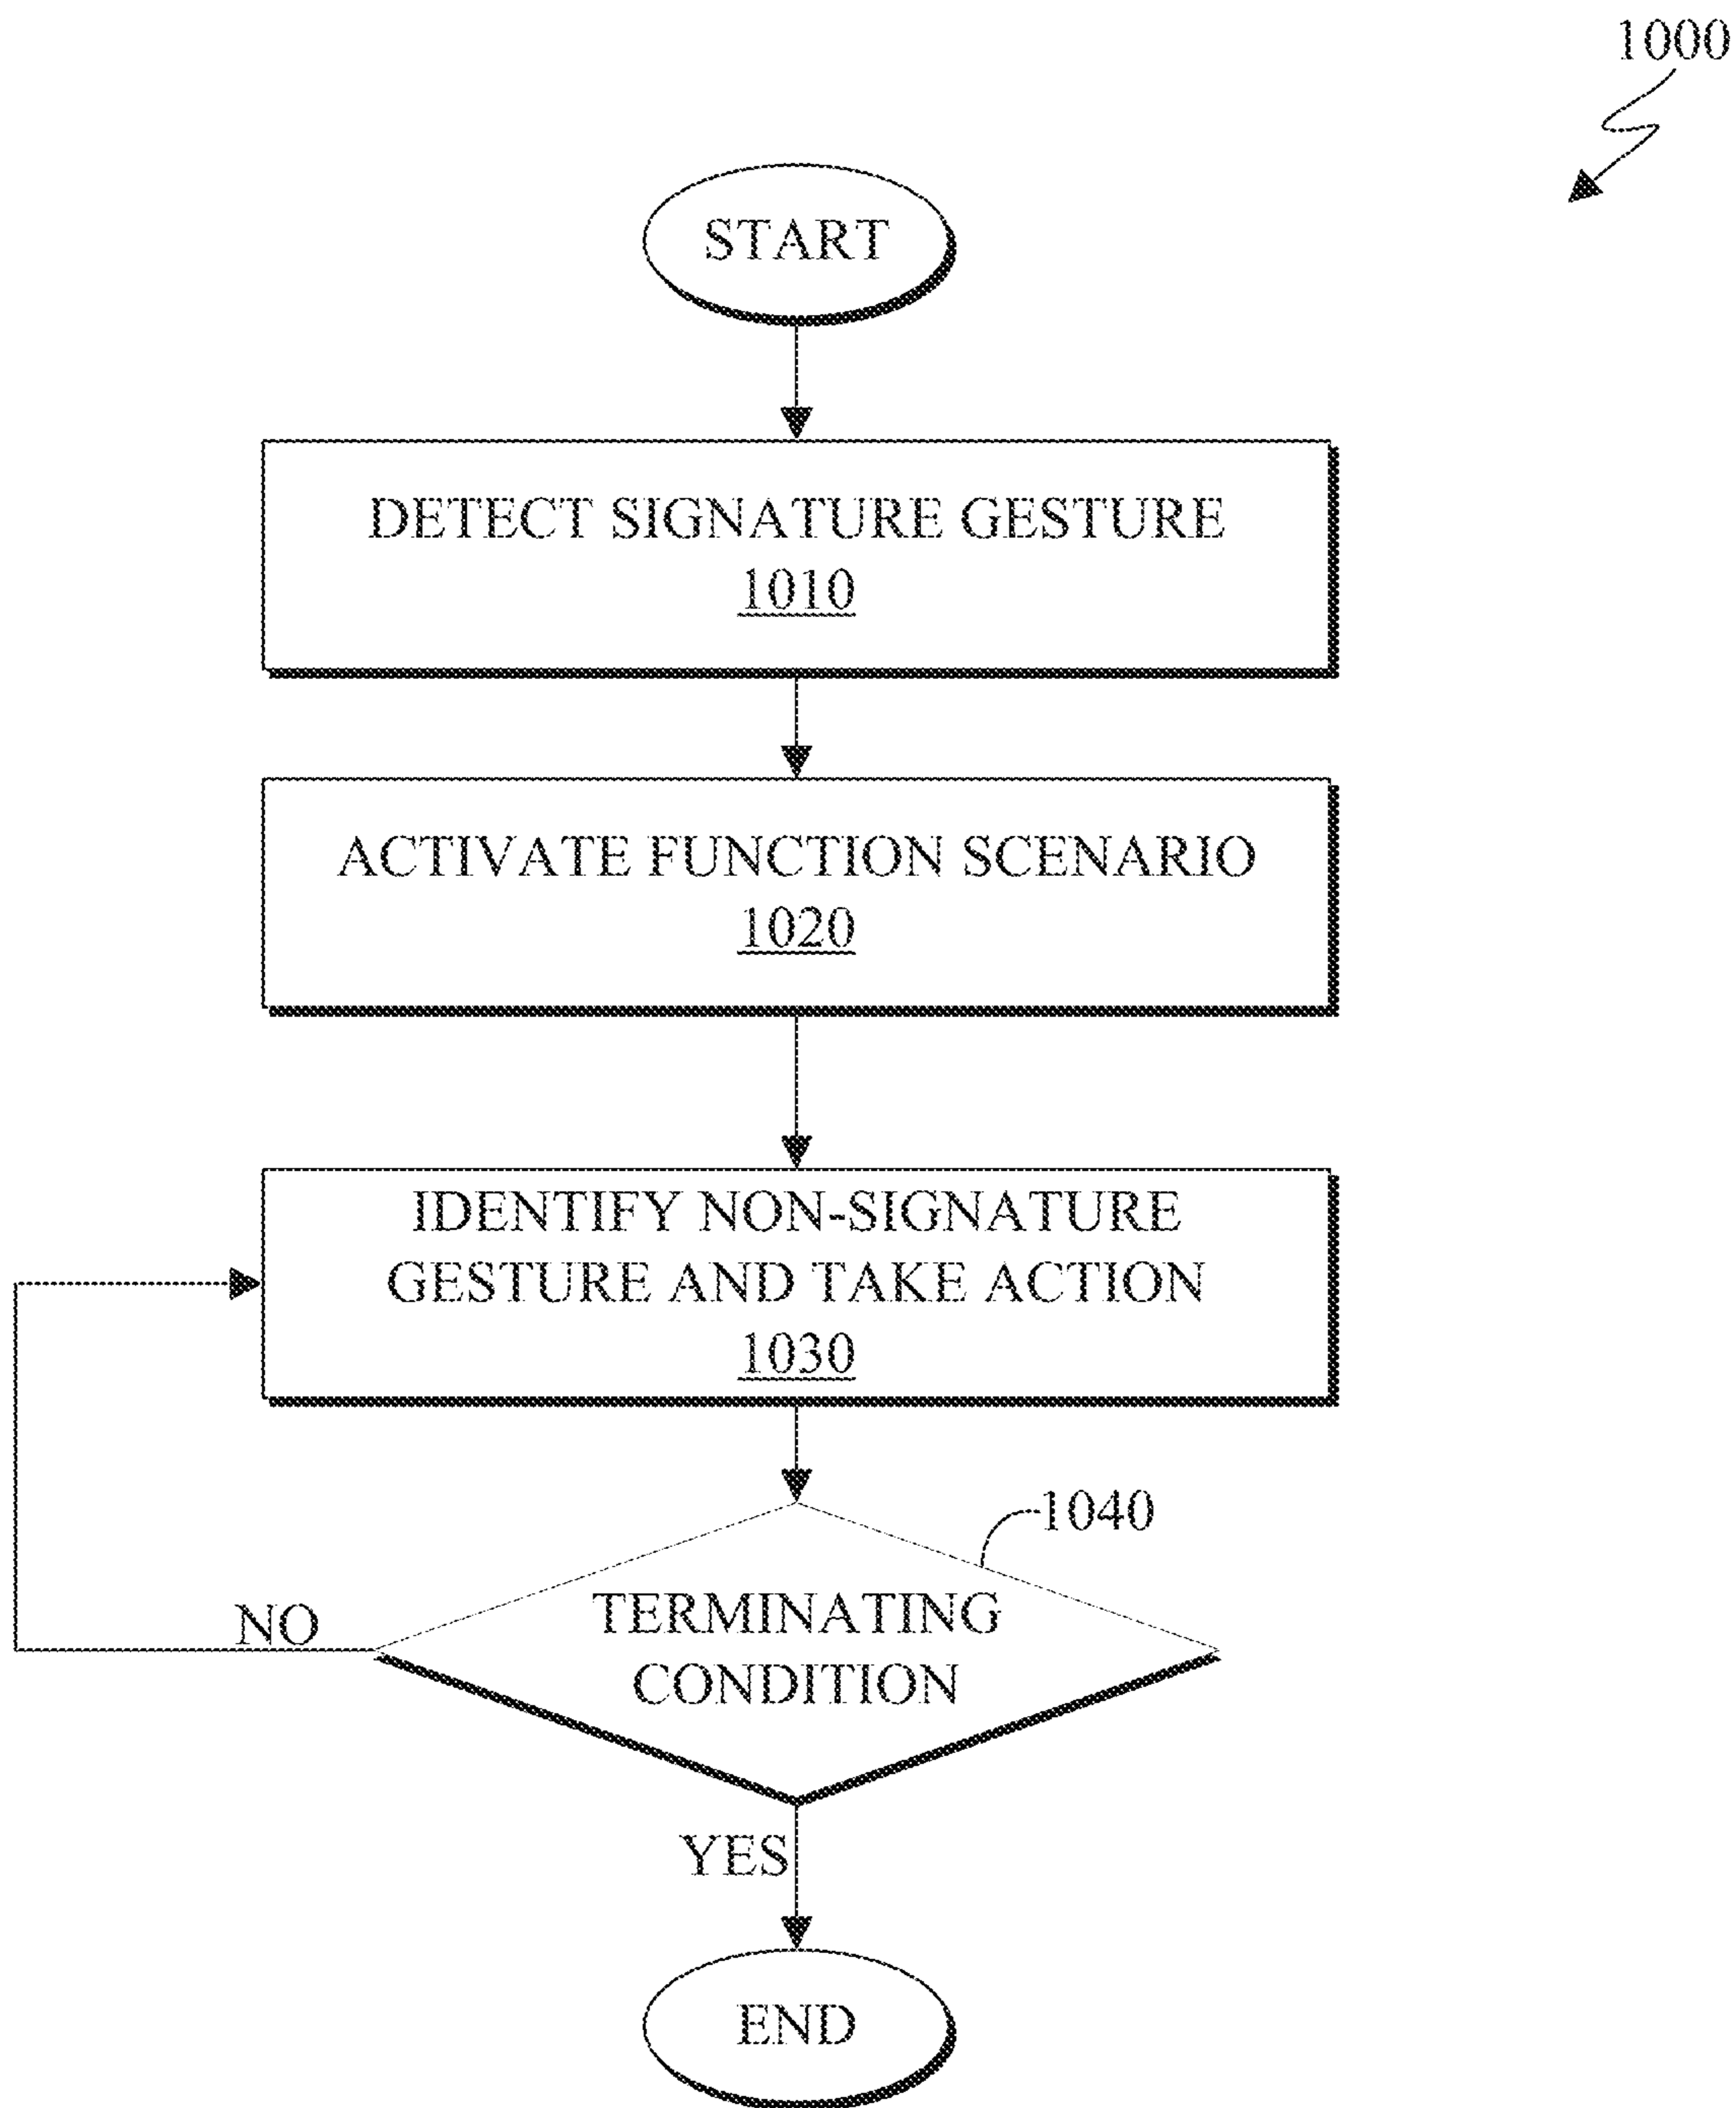 1000
START
DETECT SIGNATURE GESTURE
1010
ACTIVATE FUNCTION SCENARIO
1020
IDENTIFY NON-SIGNATURE
GESTURE AND TAKE ACTION
1030
1040
TERMINATING
CONDITION
NO
YES
END